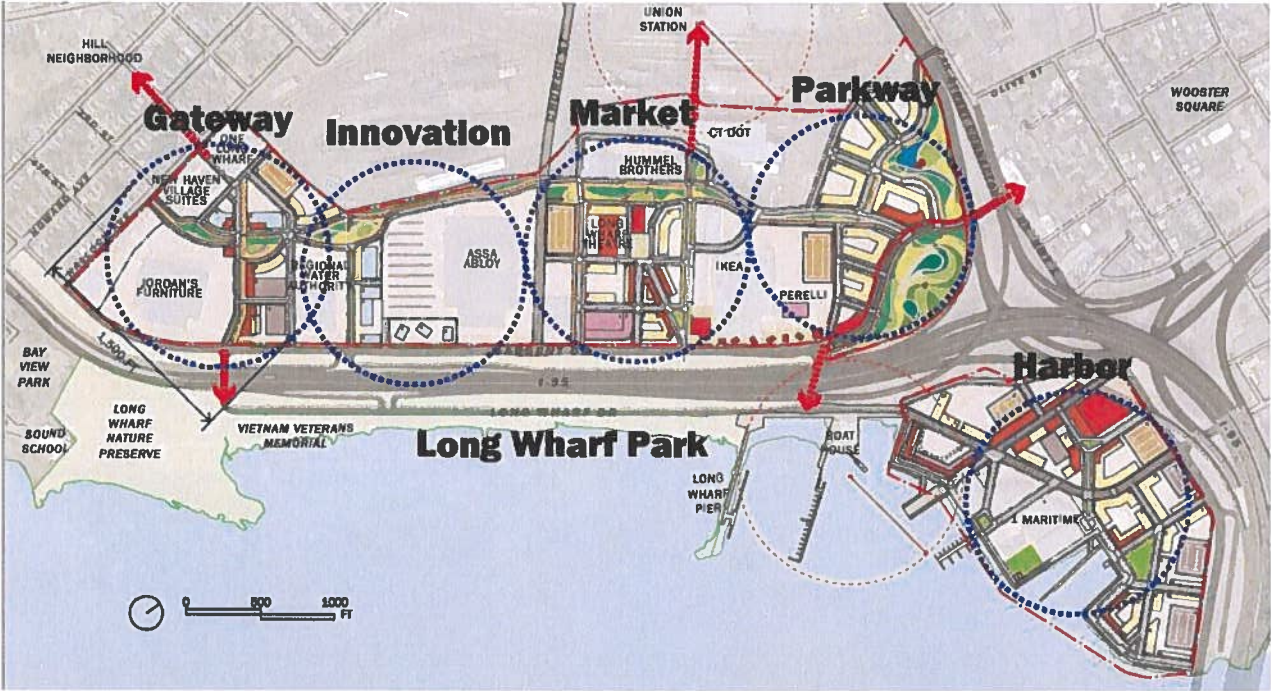 UNION
STATION
HILL
NEIGHBORHOOD
OLIVE ST
WOOSTER
SQUARE
Parkway
Gateway
Innovation
Market
CT DOT
ONE
LONG
WHARF
HUMMEL
BROTHERS
NEW HAVEN
VILLAGE
SUITES
LONG
WHARF
THEATRE
ASSA
ABLOY
IKEA
REGIONAL
WATER
AUTHORITY
JORDAN'S
FURNITURE
PERELLI
1,500 FT
BAY
VIEW
PARK
I-95
Harbor
LONG WHARF DR
LONG
WHARF
NATURE
PRESERVE
SOUND
SCHOOL
VIETNAM VETERANS
MEMORIAL
Long Wharf Park
BOAT
HOUSE
I-95
LONG
WHARF
PIER
1 MARITIME
0 500 1000
FT